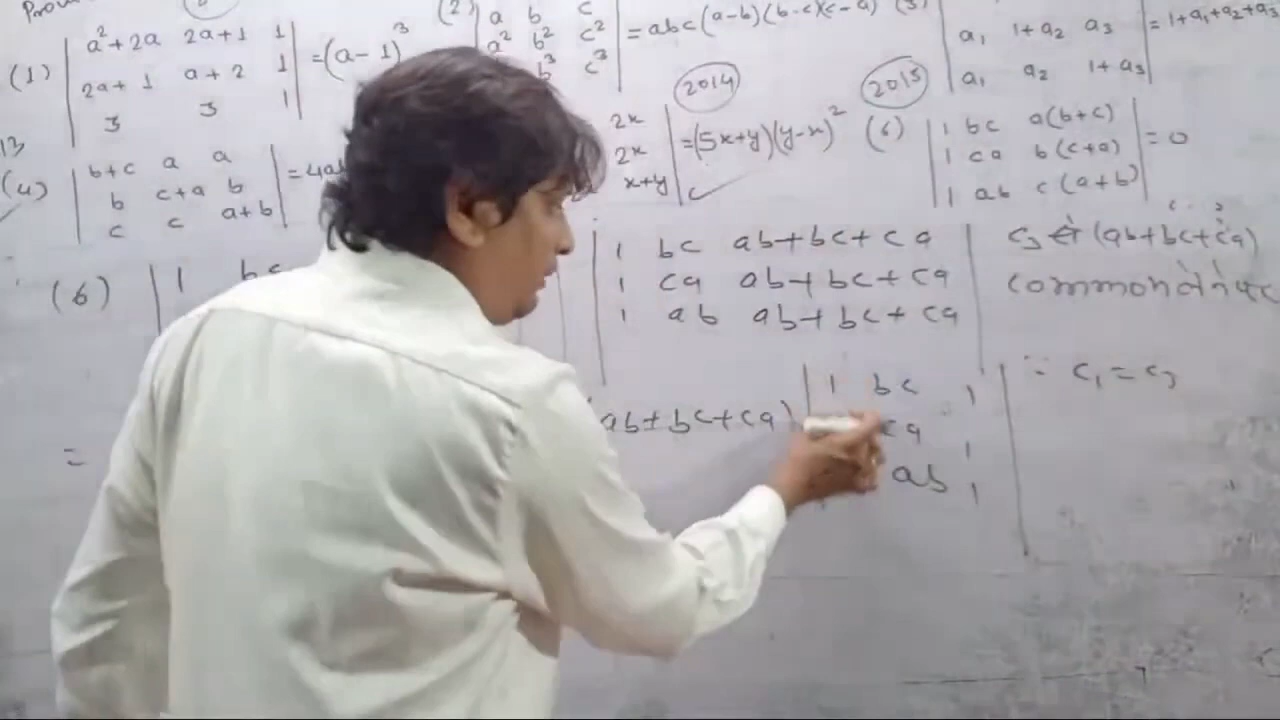 (1) | a²+2a 2a+1 1 | = (a-1)³
| 2a+1 a+2 1 |
| 3 3 1 |
(2) | a b c |
| a² b² c² | = abc(a-b)(b-c)(c-a)
b³ c³ |
a₁ 1+a₂ a₃ | = 1+a₁+a₂+a₃
a₁ a₂ 1+a₃ |
13
(4) | b+c a a |
| b c+a b | = 4a
| c c a+b |
2014
2x |
2x | = (5x+y)(y-x)²
x+y |
2015
(6) | 1 bc a(b+c) |
| 1 ca b(c+a) | = 0
| 1 ab c(a+b) |
(6) | 1 bc
| 1 bc ab+bc+ca |
| 1 ca ab+bc+ca |
| 1 ab ab+bc+ca |
c₃ से (ab+bc+ca)
common
= ab+bc+ca) | 1 bc 1 |
ca 1 |
ab 1 |
∵ c₁ = c₃